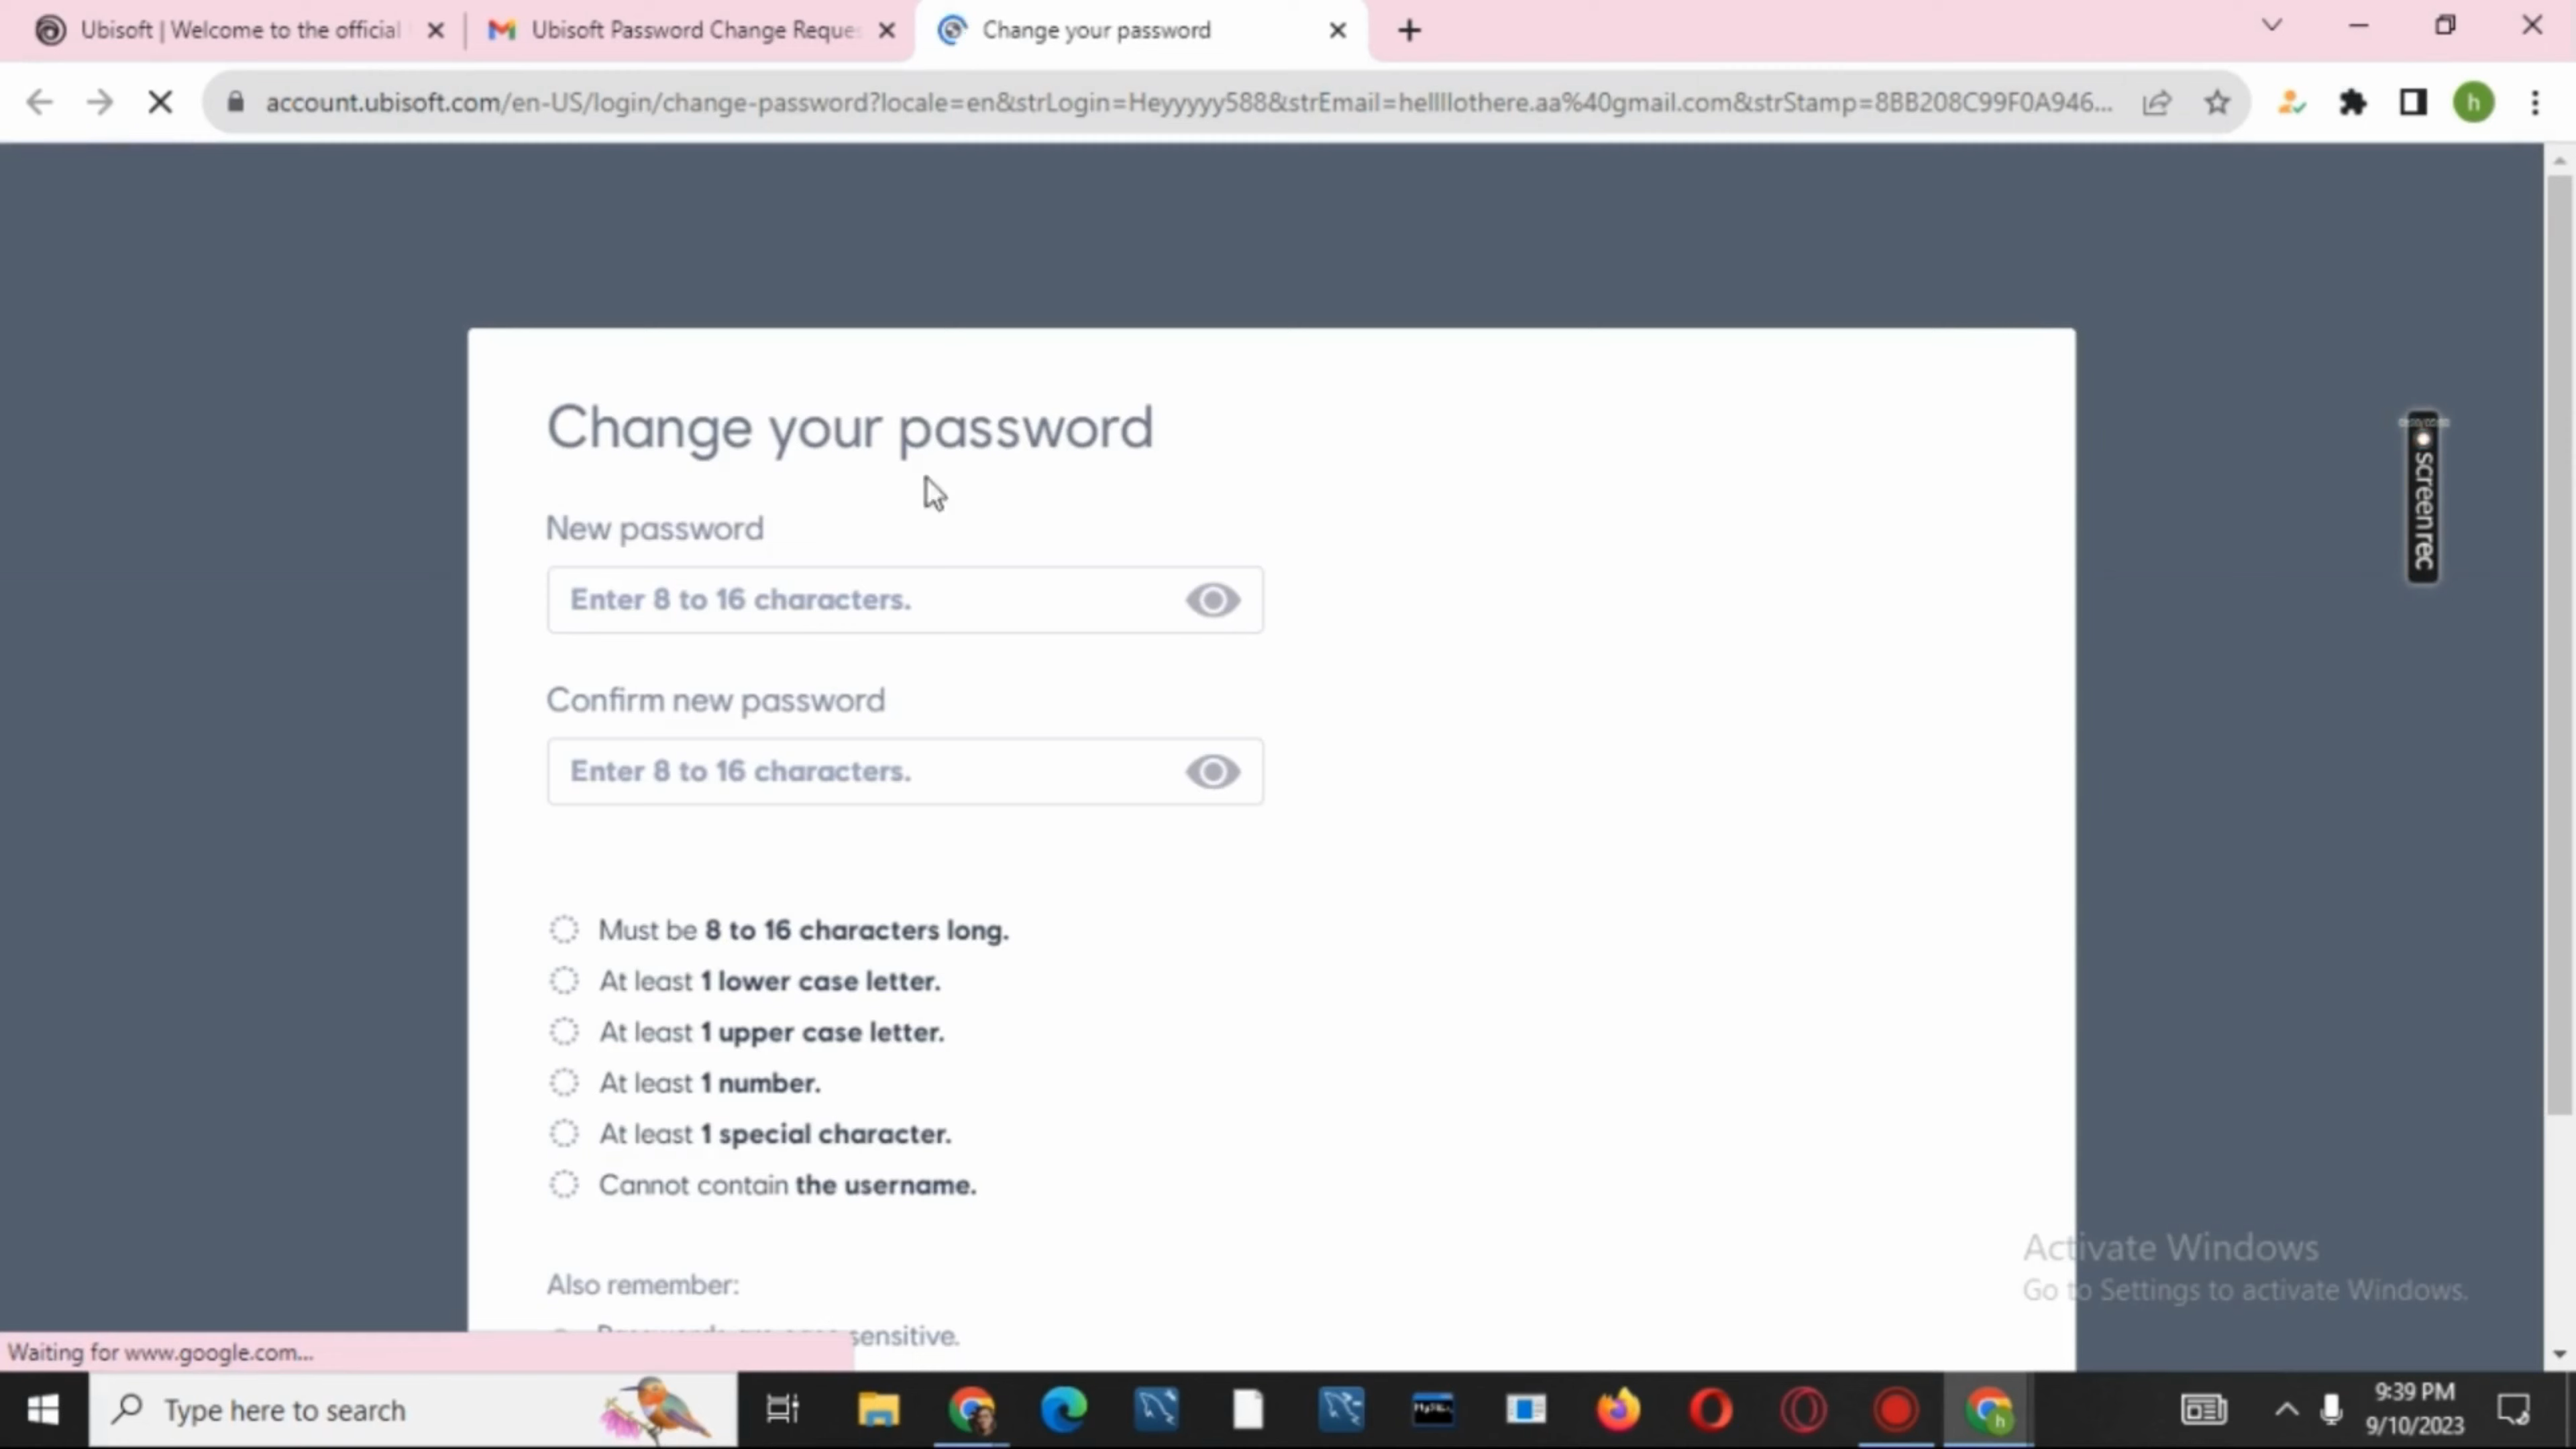 Ubisoft | Welcome to the official
Ubisoft Password Change Reques
Change your password
account.ubisoft.com/en-US/login/change-password?locale=en&strLogin=Heyyyyy588&strEmail=hellllothere.aa%40gmail.com&strStamp=8BB208C99F0A946...
h
Change your password
New password
Enter 8 to 16 characters.
Confirm new password
Enter 8 to 16 characters.
screenrec
Must be 8 to 16 characters long.
At least 1 lower case letter.
At least 1 upper case letter.
At least 1 number.
At least 1 special character.
Cannot contain the username.
Activate Windows
Go to Settings to activate Windows.
Also remember:
Passwords are case sensitive.
Waiting for www.google.com...
Type here to search
h
9:39 PM
9/10/2023